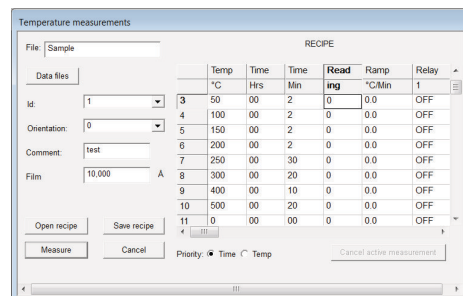 Temperature measurements
File: Sample
RECIPE
Data files
Id: 1
Orientation: 0
Comment: test
Film 10,000 Å
Open recipe Save recipe
Measure Cancel
Temp Time Time Read Ramp Relay
°C Hrs Min ing °C/Min 1
3 50 00 2 0 0.0 OFF
4 100 00 2 0 0.0 OFF
5 150 00 2 0 0.0 OFF
6 200 00 2 0 0.0 OFF
7 250 00 30 0 0.0 OFF
8 300 00 20 0 0.0 OFF
9 400 00 10 0 0.0 OFF
10 500 00 20 0 0.0 OFF
11 0 00 00 0 0.0 OFF
Priority: Time Temp
Cancel active measurement